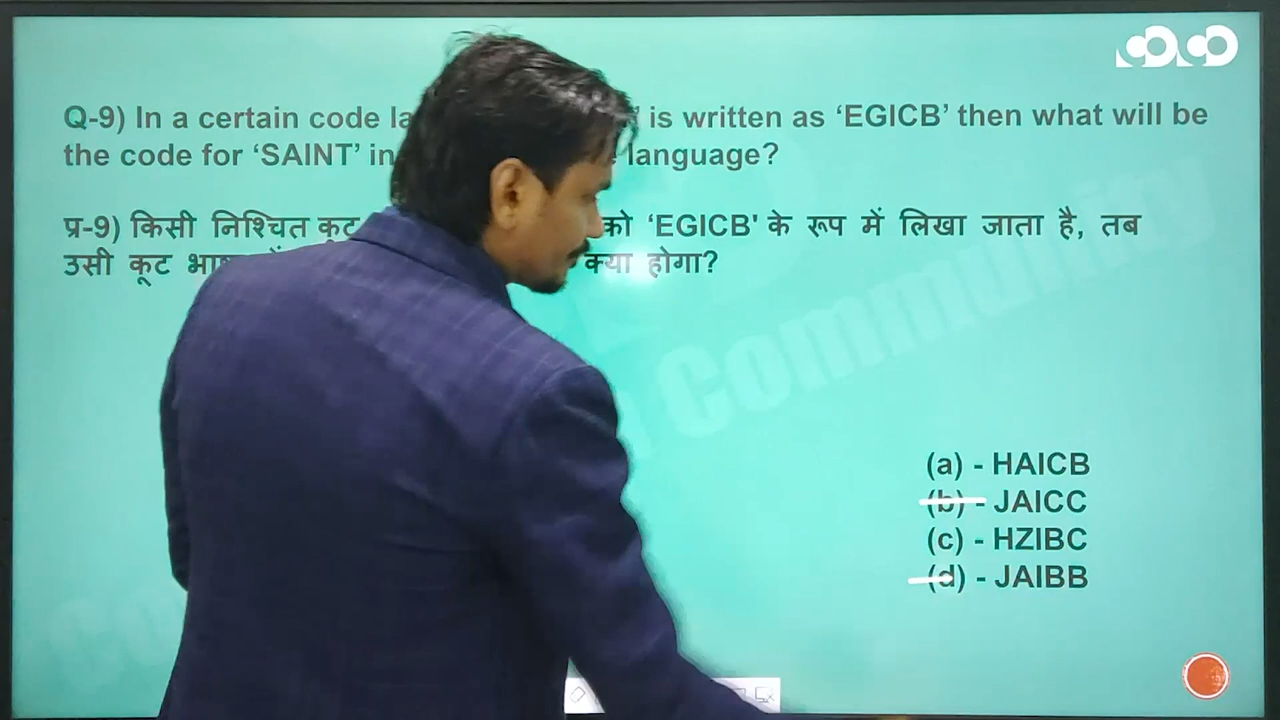 Q-9) In a certain code la ’ is written as ‘EGICB’ then what will be
the code for ‘SAINT’ in language?
प्र-9) किसी निश्चित कूट को ‘EGICB' के रूप में लिखा जाता है, तब
उसी कूट क्या होगा?
(a) - HAICB
(b) - JAICC
(c) - HZIBC
(d) - JAIBB
Community